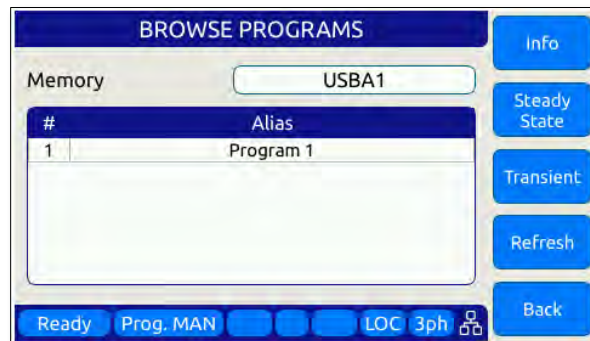 BROWSE PROGRAMS
Memory USBA1
# Alias
1 Program 1
Info
Steady
State
Transient
Refresh
Back
Ready Prog. MAN LOC 3ph